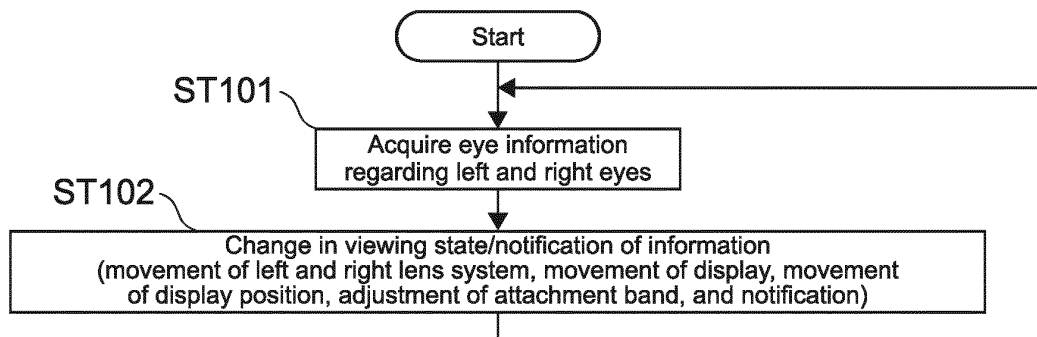 Start
ST101
Acquire eye information
regarding left and right eyes
ST102
Change in viewing state/notification of information
(movement of left and right lens system, movement of display, movement
of display position, adjustment of attachment band, and notification)